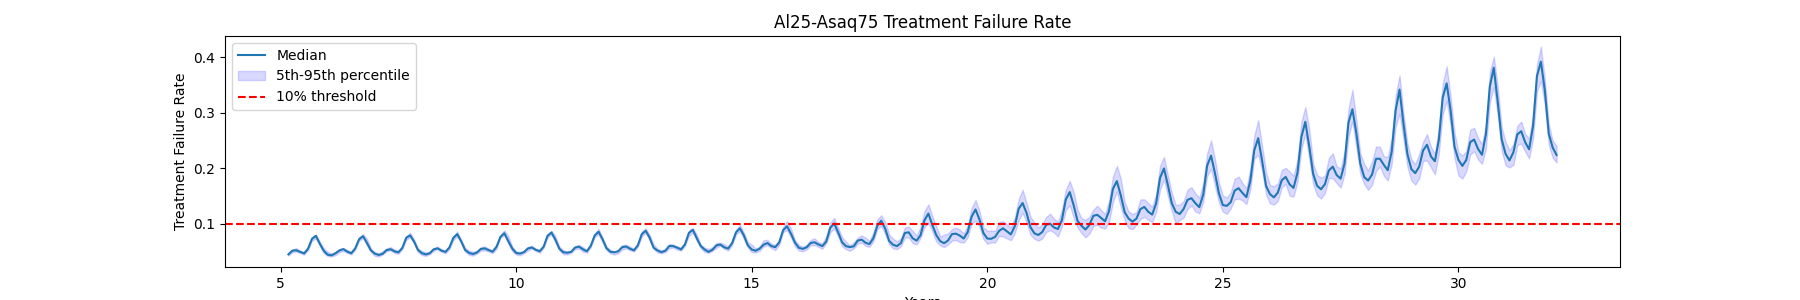 Al25-Asaq75 Treatment Failure Rate
Median
5th-95th percentile
10% threshold
Treatment Failure Rate
0.4
0.3
0.2
0.1
5
10
15
20
25
30
Years